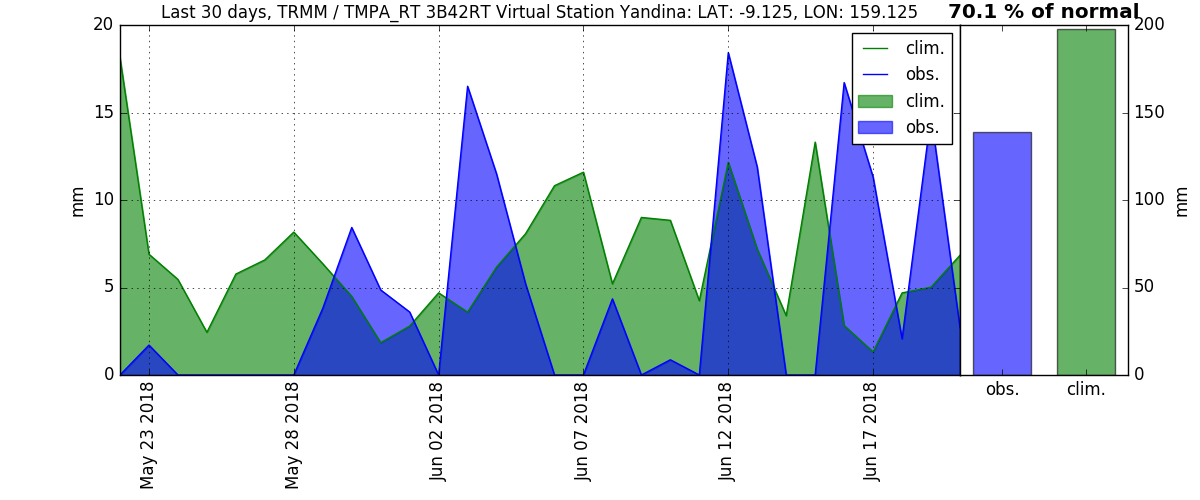 Last 30 days, TRMM / TMPA_RT 3B42RT Virtual Station Yandina: LAT: -9.125, LON: 159.125
70.1 % of normal
20
15
10
5
0
mm
clim.
obs.
clim.
obs.
200
150
100
50
0
mm
May 23 2018
May 28 2018
Jun 02 2018
Jun 07 2018
Jun 12 2018
Jun 17 2018
obs.
clim.